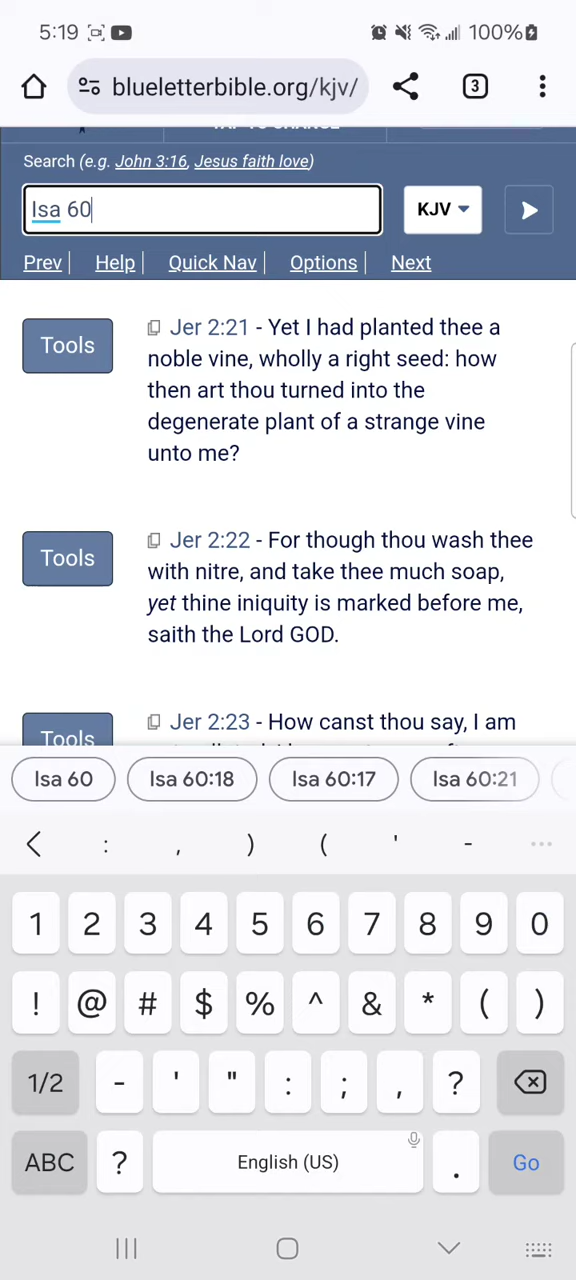 5:19 100%
blueletterbible.org/kjv/ 3
TAP TO CHANGE
Search (e.g. John 3:16, Jesus faith love)
Isa 60 KJV
Prev | Help | Quick Nav | Options | Next
Tools
Jer 2:21 - Yet I had planted thee a
noble vine, wholly a right seed: how
then art thou turned into the
degenerate plant of a strange vine
unto me?
Tools
Jer 2:22 - For though thou wash thee
with nitre, and take thee much soap,
yet thine iniquity is marked before me,
saith the Lord GOD.
Tools
Jer 2:23 - How canst thou say, I am
Isa 60 Isa 60:18 Isa 60:17 Isa 60:21
: , ) ( ' - ...
1 2 3 4 5 6 7 8 9 0
! @ # $ % ^ & * ( )
1/2 - ' " : ; , ?
ABC ? English (US) . Go